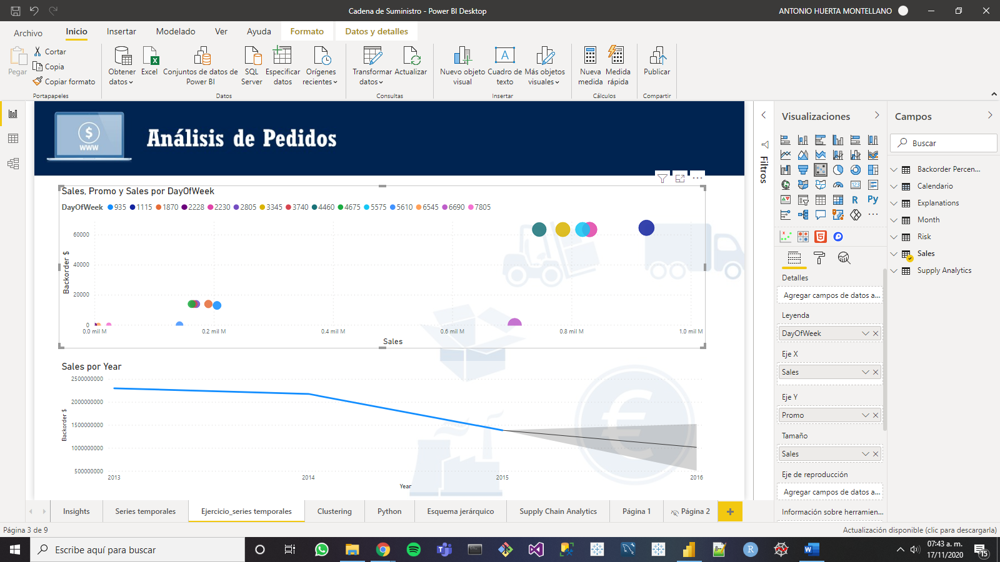 Cadena de Suministro - Power BI Desktop
ANTONIO HUERTA MONTELLANO
Archivo
Inicio
Insertar
Modelado
Ver
Ayuda
Formato
Datos y detalles
Pegar
Cortar
Copia
Copiar formato
Portapapeles
Obtener datos
Excel
Conjuntos de datos de Power BI
SQL Server
Especificar datos
Orígenes recientes
Datos
Transformar datos
Actualizar
Consultas
Nuevo objeto visual
Cuadro de texto
A
Más objetos visuales
Insertar
Nueva medida
Medida rápida
Cálculos
Publicar
Compartir
$
WWW
Análisis de Pedidos
Sales, Promo y Sales por DayOfWeek
DayOfWeek 935 1115 1870 2228 2230 2805 3345 3740 4460 4675 5575 5610 6545 6690 7805
Backorder $
60000
40000
20000
0
0.0 mil M 0.2 mil M 0.4 mil M 0.6 mil M 0.8 mil M 1.0 mil M
Sales
Sales por Year
Backorder $
2500000000
2000000000
1500000000
1000000000
500000000
2013 2014 2015 2016
Year
€
Filtros
Visualizaciones
123
R
Py
5
Detalles
Agregar campos de datos a...
Leyenda
DayOfWeek
Eje X
Sales
Eje Y
Promo
Tamaño
Sales
Eje de reproducción
Agregar campos de datos a...
Información sobre herramien...
Campos
Buscar
Backorder Percen...
Calendario
Explanations
Month
Risk
Sales
Supply Analytics
Insights
Series temporales
Ejercicio_series temporales
Clustering
Python
Esquema jerárquico
Supply Chain Analytics
Página 1
Página 2
+
Página 3 de 9
Actualización disponible (clic para descargarla)
Escribe aquí para buscar
07:43 a. m.
17/11/2020
15